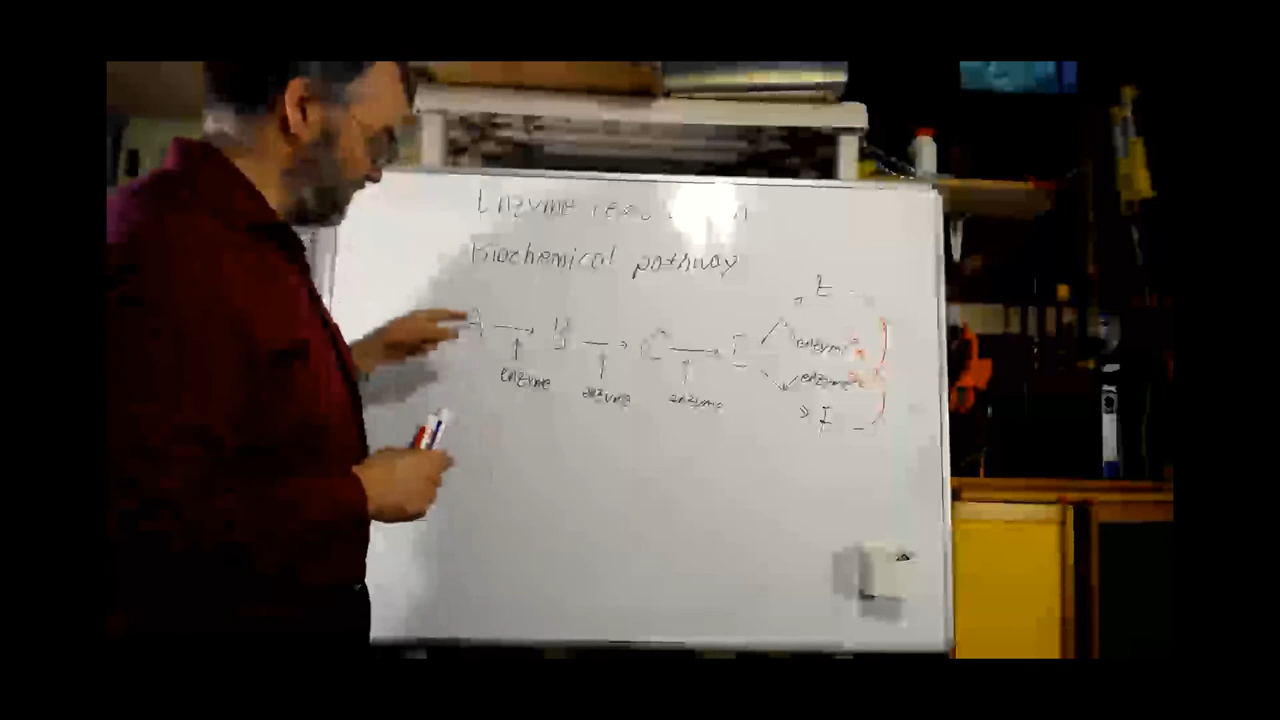 Enzyme
Biochemical pathway
E
A → B → C → E
enzyme
enzyme
enzyme enzyme enzyme
F